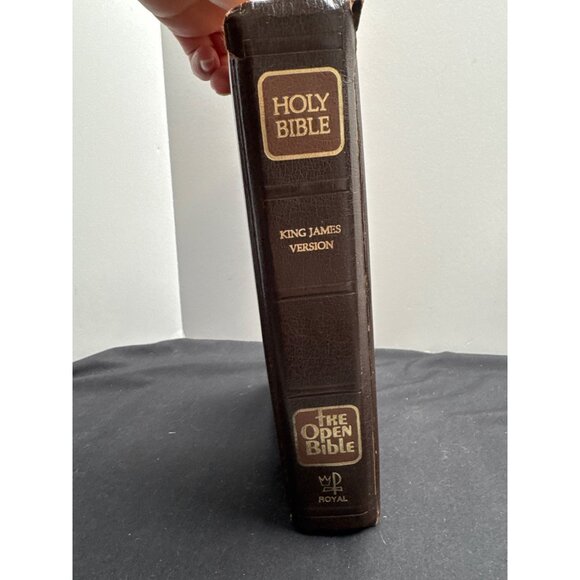 HOLY
BIBLE
KING JAMES
VERSION
the
Open
Bible
ROYAL